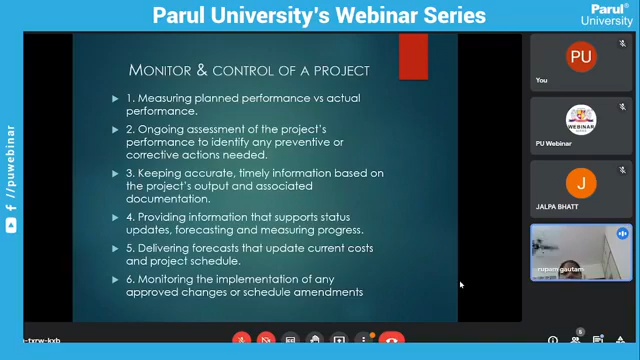 Parul University's Webinar Series
Parul®
University
MONITOR & CONTROL OF A PROJECT
1. Measuring planned performance vs actual
performance.
2. Ongoing assessment of the project's
performance to identify any preventive or
corrective actions needed.
3. Keeping accurate, timely information based on
the project's output and associated
documentation.
4. Providing information that supports status
updates, forecasting and measuring progress.
5. Delivering forecasts that update current costs
and project schedule.
6. Monitoring the implementation of any
approved changes or schedule amendments
PU
You
WEBINAR
PU Webinar
J
JALPA BHATT
rupam gautam
/puwebinar
-txrw-kxb